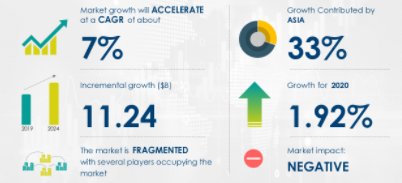 Market growth will ACCELERATE
at a CAGR of about
7%
Growth Contributed by
ASIA
33%
Incremental growth ($B)
11.24
2019 2024
Growth for 2020
1.92%
The market is FRAGMENTED
with several players occupying the
market
Market impact:
NEGATIVE